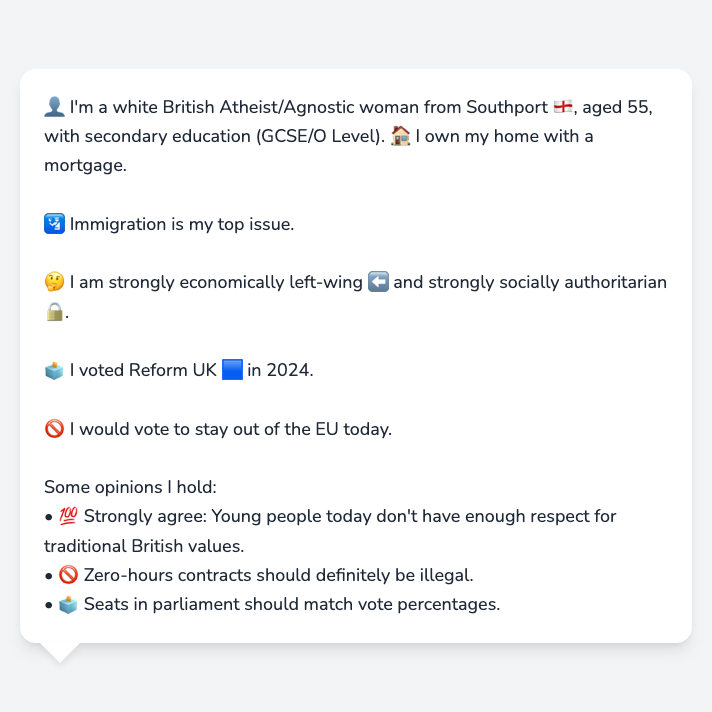 👤 I'm a white British Atheist/Agnostic woman from Southport 🏴󠁧󠁢󠁥󠁮󠁧󠁿, aged 55,
with secondary education (GCSE/O Level). 🏠 I own my home with a
mortgage.
🛂 Immigration is my top issue.
🤔 I am strongly economically left-wing ⬅️ and strongly socially authoritarian
🔒.
🗳️ I voted Reform UK 🟦 in 2024.
🚫 I would vote to stay out of the EU today.
Some opinions I hold:
• 💯 Strongly agree: Young people today don't have enough respect for
traditional British values.
• 🚫 Zero-hours contracts should definitely be illegal.
• 🗳️ Seats in parliament should match vote percentages.